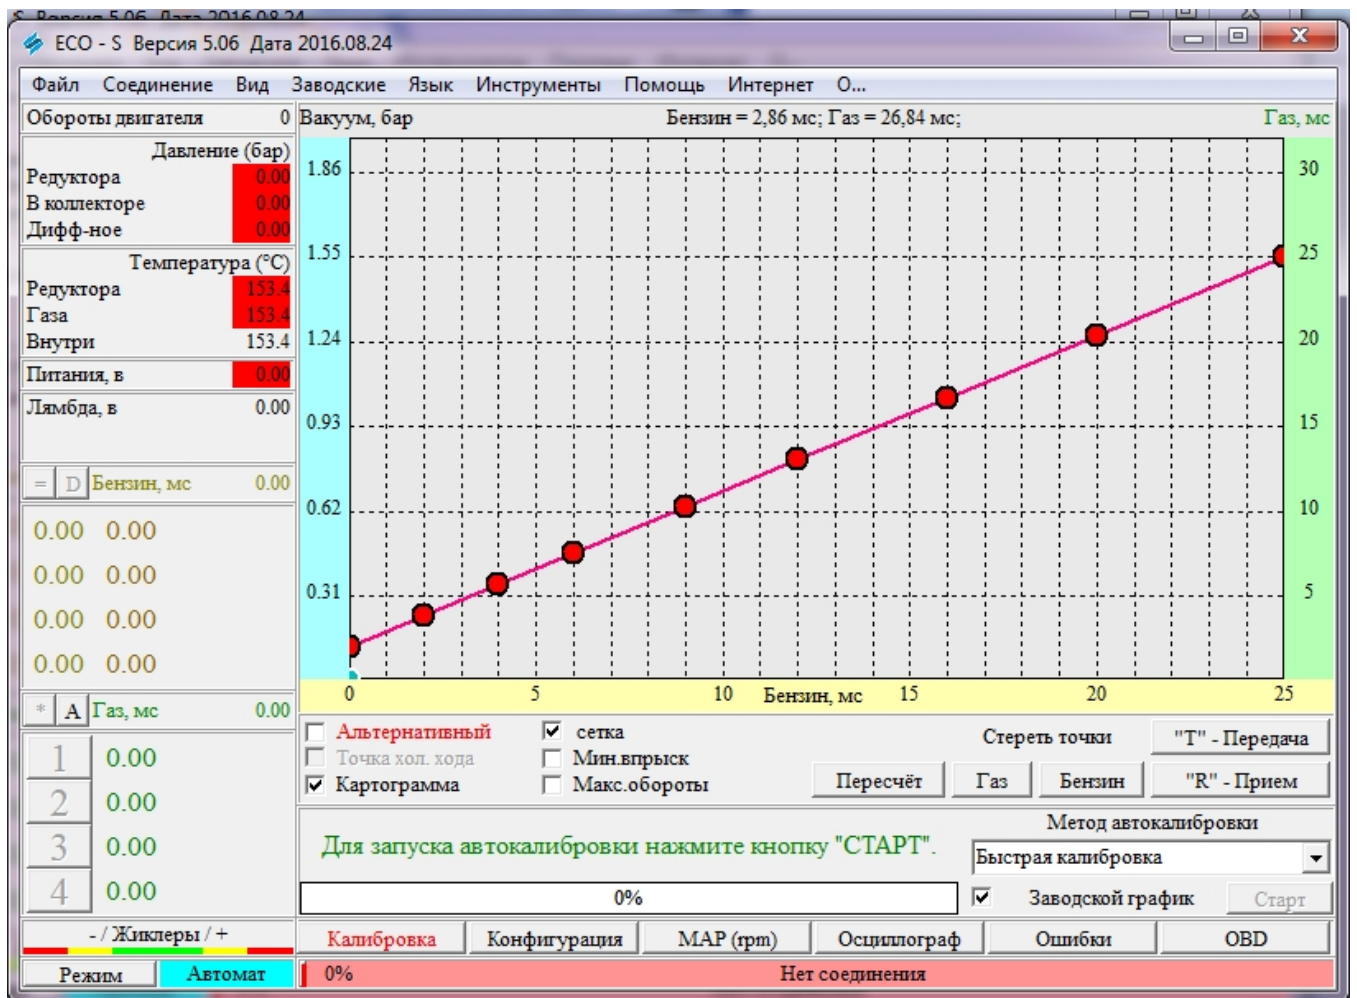 S Версия 5.06 Дата 2016.08.24
ECO - S Версия 5.06 Дата 2016.08.24
Файл Соединение Вид Заводские Язык Инструменты Помощь Интернет О...
Обороты двигателя 0
Вакуум, бар Бензин = 2,86 мс; Газ = 26,84 мс; Газ, мс
Давление (бар)
Редуктора 0.00
В коллекторе 0.00
Дифф-ное 0.00
Температура (°C)
Редуктора 153.4
Газа 153.4
Внутри 153.4
Питания, в 0.00
Лямбда, в 0.00
= D Бензин, мс 0.00
0.00 0.00
0.00 0.00
0.00 0.00
0.00 0.00
* A Газ, мс 0.00
1 0.00
2 0.00
3 0.00
4 0.00
- / Жиклеры / +
Режим Автомат
1.86 30
1.55 25
1.24 20
0.93 15
0.62 10
0.31 5
0 5 10 Бензин, мс 15 20 25
Альтернативный сетка Стереть точки "T" - Передача
Точка хол. хода Мин.впрыск
Картограмма Макс.обороты Пересчёт Газ Бензин "R" - Прием
Для запуска автокалибровки нажмите кнопку "СТАРТ".
Метод автокалибровки
Быстрая калибровка
0% Заводской график Старт
Калибровка Конфигурация MAP (rpm) Осциллограф Ошибки OBD
0% Нет соединения